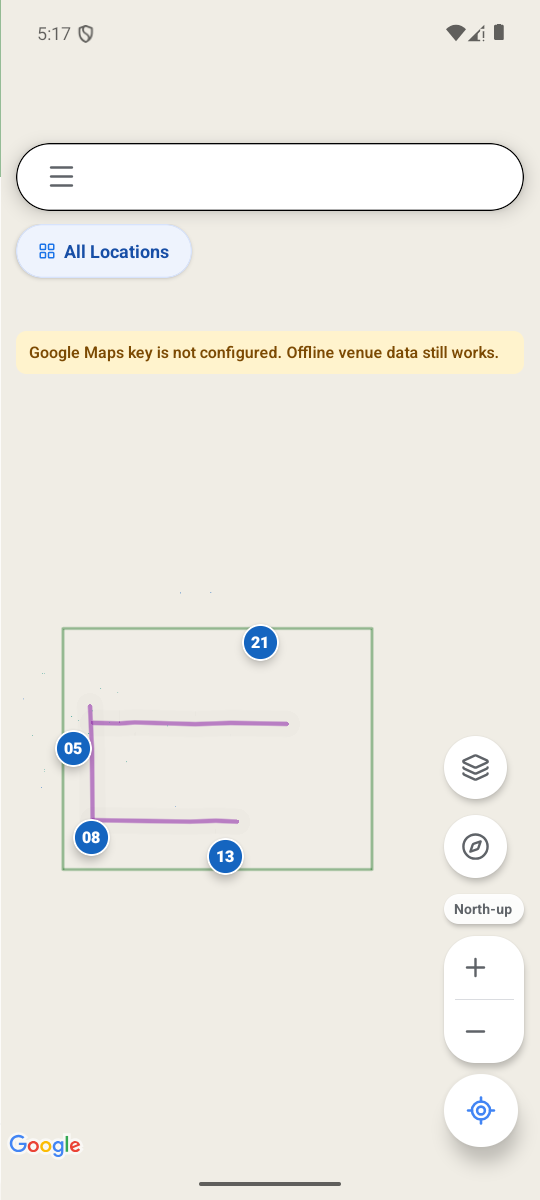 5:17
All Locations
Google Maps key is not configured. Offline venue data still works.
21
05
08
13
North-up
Google